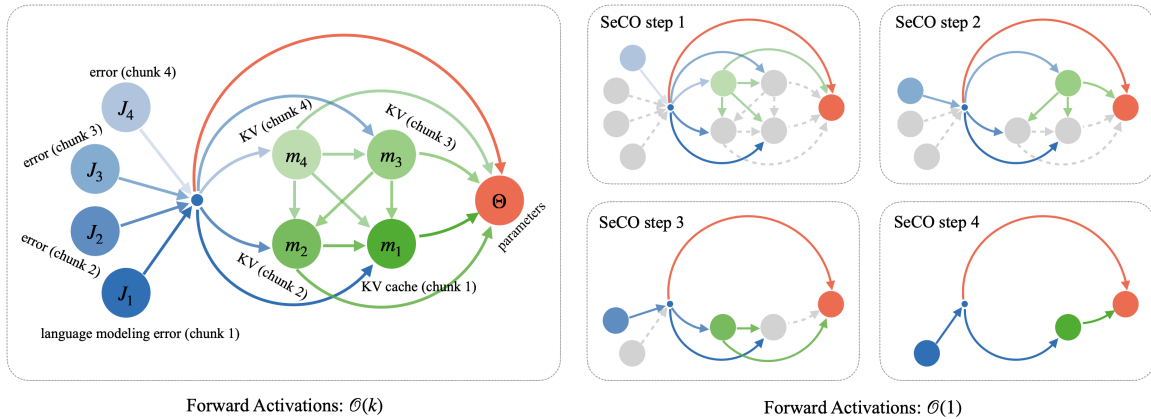 error (chunk 4)
J₄
error (chunk 3)
J₃
J₂
error (chunk 2)
J₁
language modeling error (chunk 1)
KV (chunk 4)
KV (chunk 3)
m₄
m₃
m₂
m₁
KV (chunk 2)
KV cache (chunk 1)
Θ
parameters
Forward Activations: 𝒪(k)
SeCO step 1
SeCO step 2
SeCO step 3
SeCO step 4
Forward Activations: 𝒪(1)